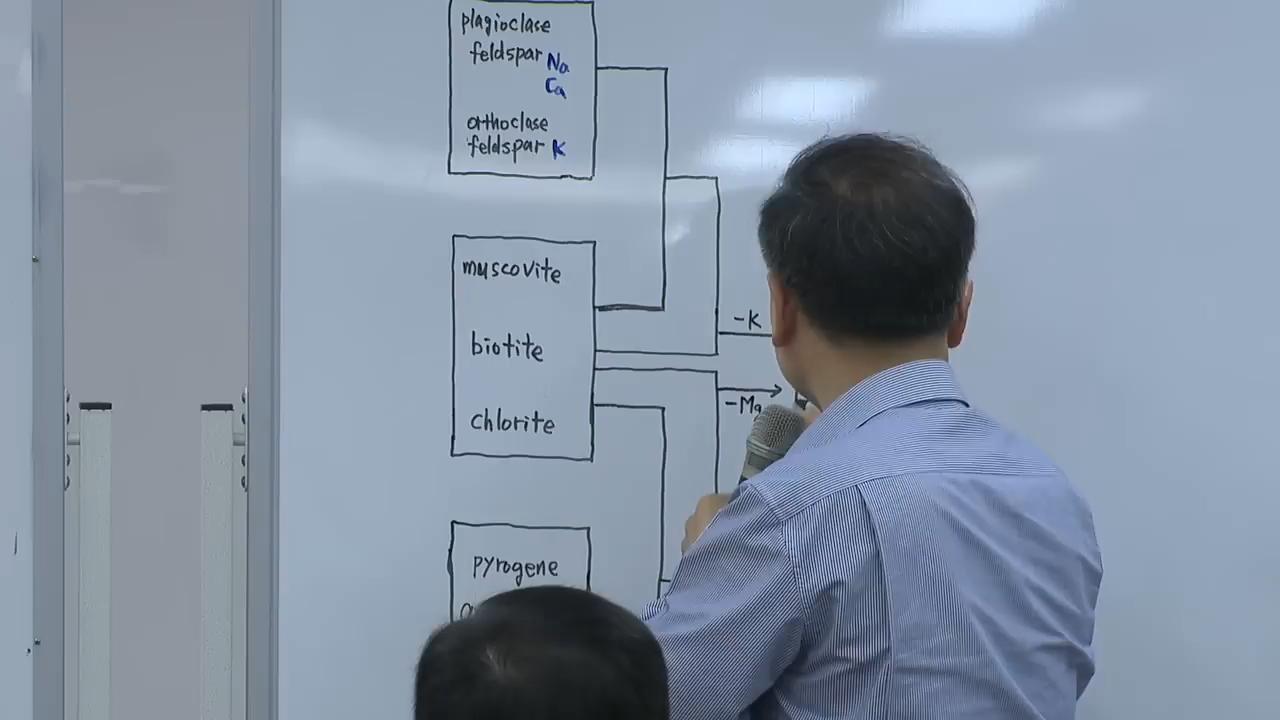 plagioclase
feldspar Na
Ca
orthoclase
feldspar K
muscovite
-K
biotite
-Mg
chlorite
pyrogene